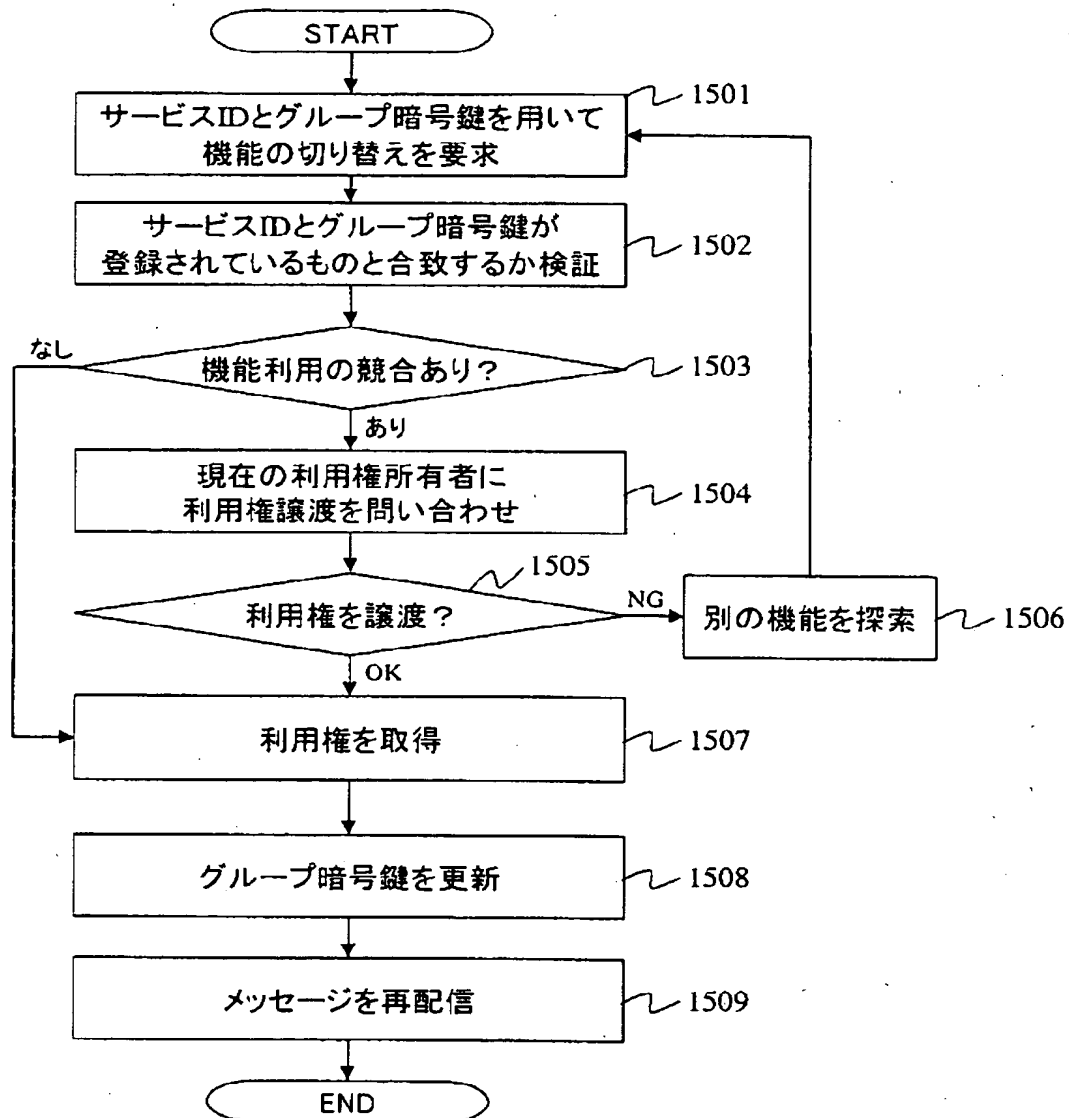 START
サービスIDとグループ暗号鍵を用いて
機能の切り替えを要求
1501
サービスIDとグループ暗号鍵が
登録されているものと合致するか検証
1502
なし
機能利用の競合あり?
1503
あり
現在の利用権所有者に
利用権譲渡を問い合わせ
1504
1505
利用権を譲渡?
NG
別の機能を探索
1506
OK
利用権を取得
1507
グループ暗号鍵を更新
1508
メッセージを再配信
1509
END